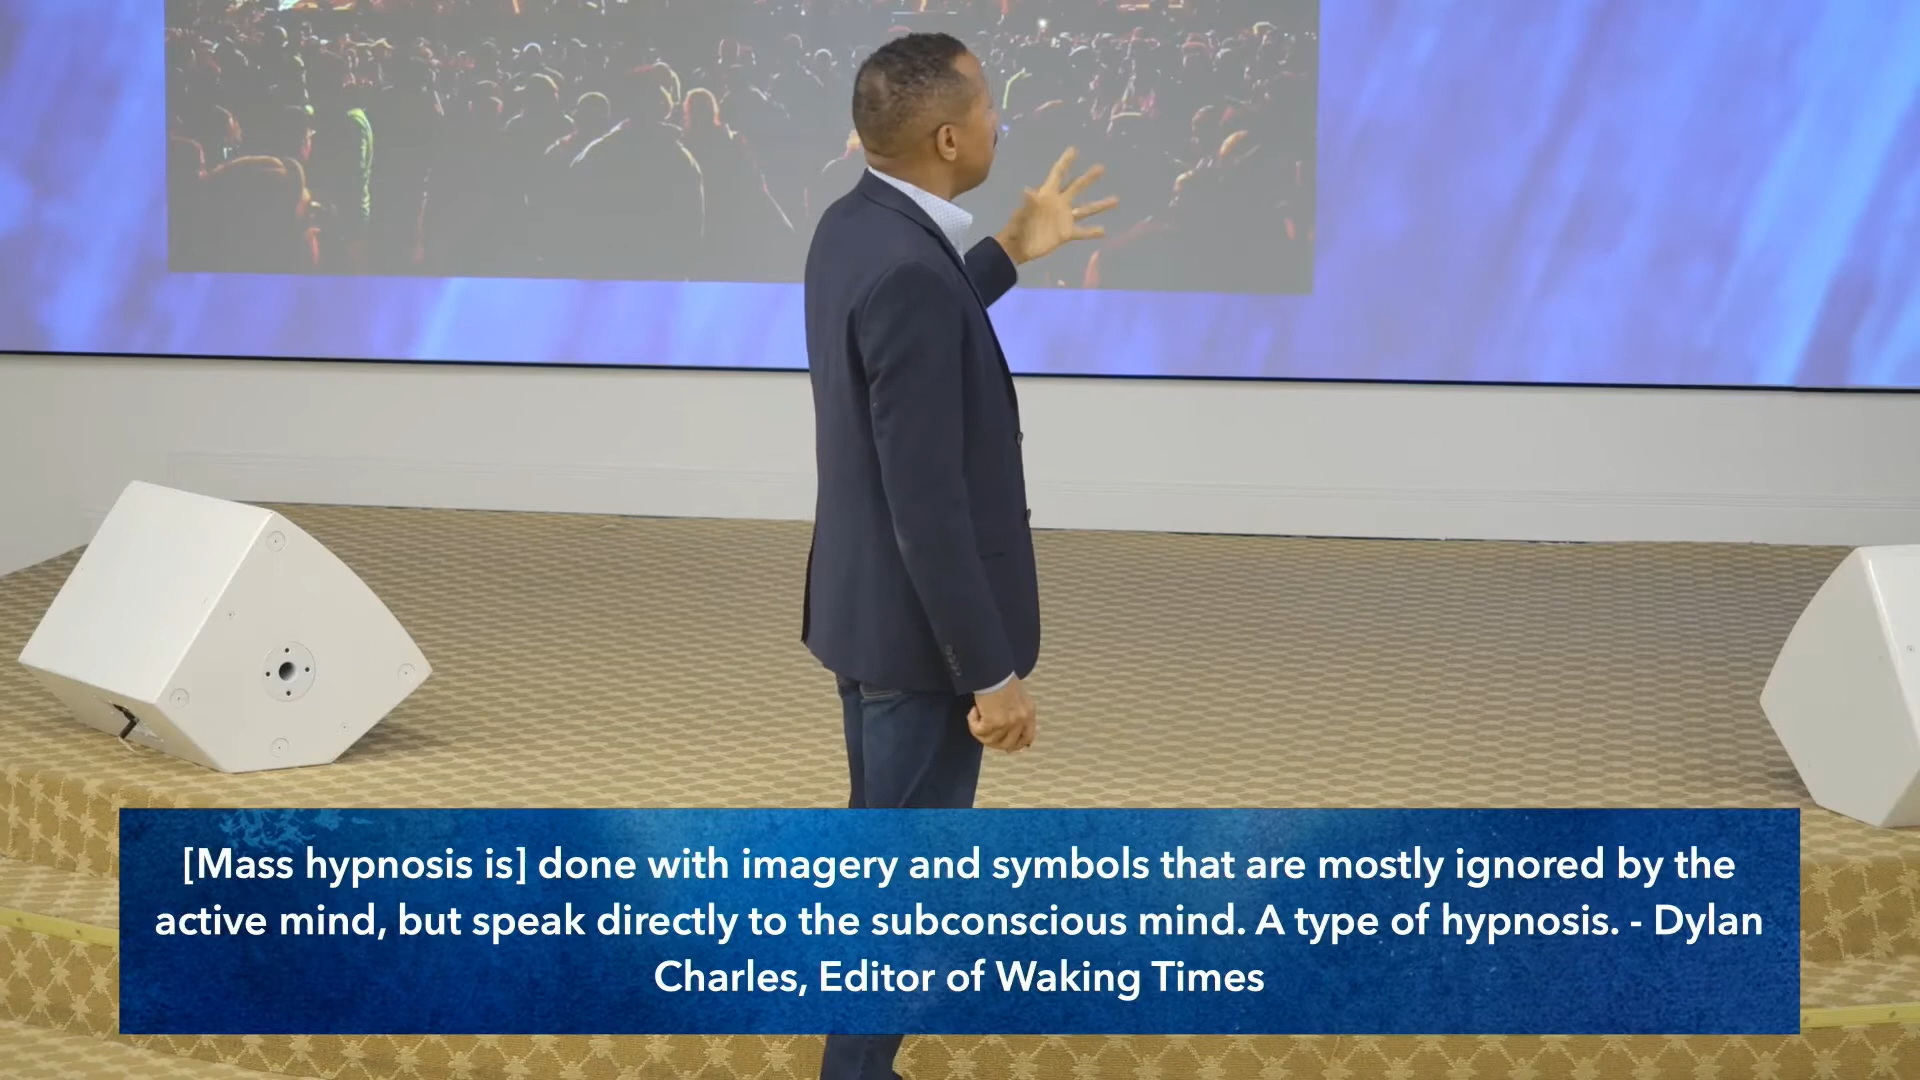 [Mass hypnosis is] done with imagery and symbols that are mostly ignored by the
active mind, but speak directly to the subconscious mind. A type of hypnosis. - Dylan
Charles, Editor of Waking Times